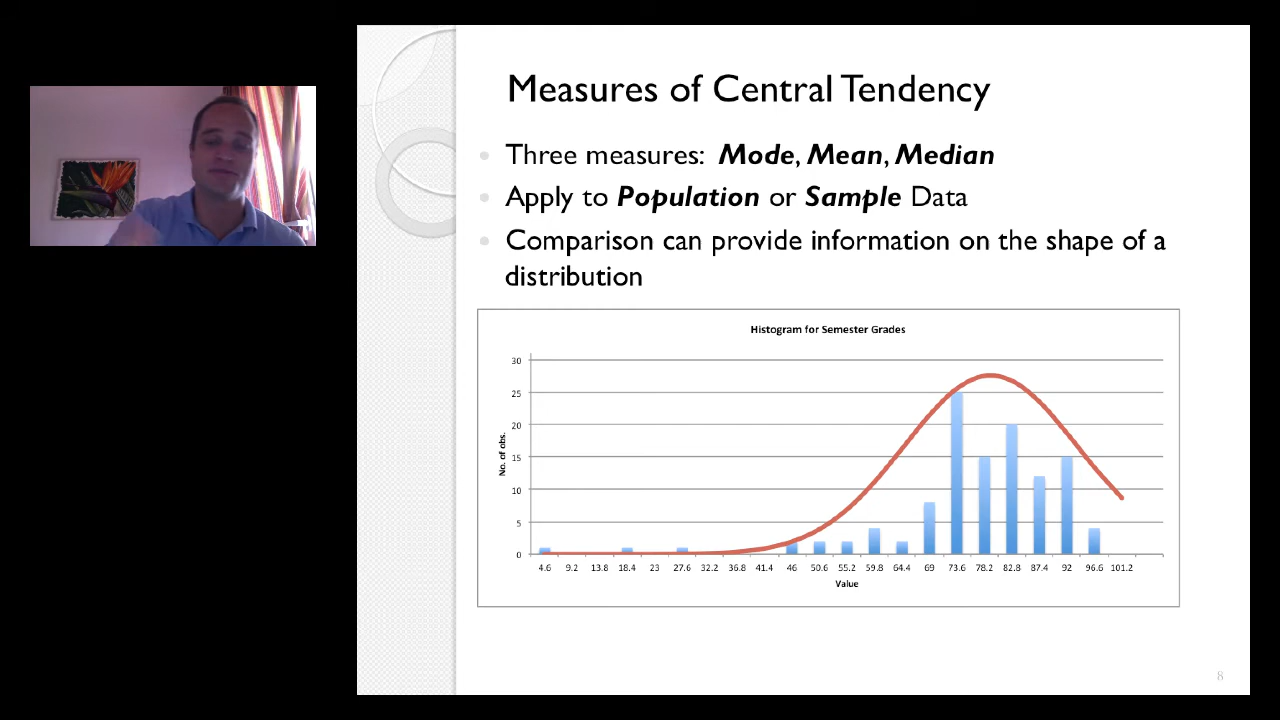 Measures of Central Tendency
Three measures: Mode, Mean, Median
Apply to Population or Sample Data
Comparison can provide information on the shape of a
distribution
Histogram for Semester Grades
30
25
20
15
10
5
0
No. of obs.
4.6 9.2 13.8 18.4 23 27.6 32.2 36.8 41.4 46 50.6 55.2 59.8 64.4 69 73.6 78.2 82.8 87.4 92 96.6 101.2
Value
8